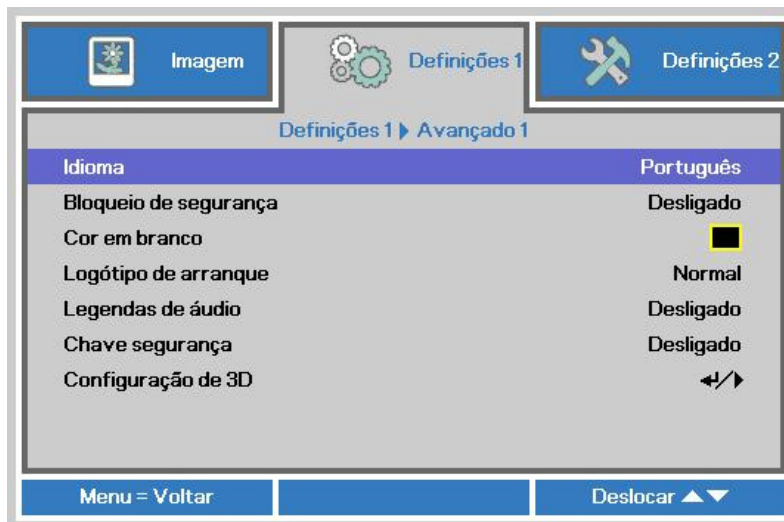 Imagem
Definições 1
Definições 2
Definições 1 Avançado 1
Idioma Português
Bloqueio de segurança Desligado
Cor em branco
Logótipo de arranque Normal
Legendas de áudio Desligado
Chave segurança Desligado
Configuração de 3D
Menu = Voltar
Deslocar